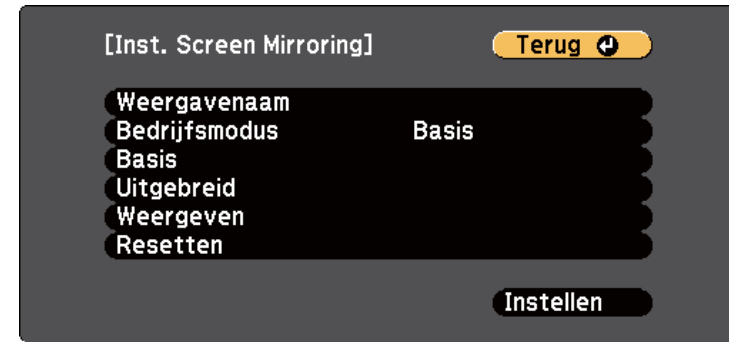 [Inst. Screen Mirroring] Terug
Weergavenaam
Bedrijfsmodus Basis
Basis
Uitgebreid
Weergeven
Resetten
Instellen